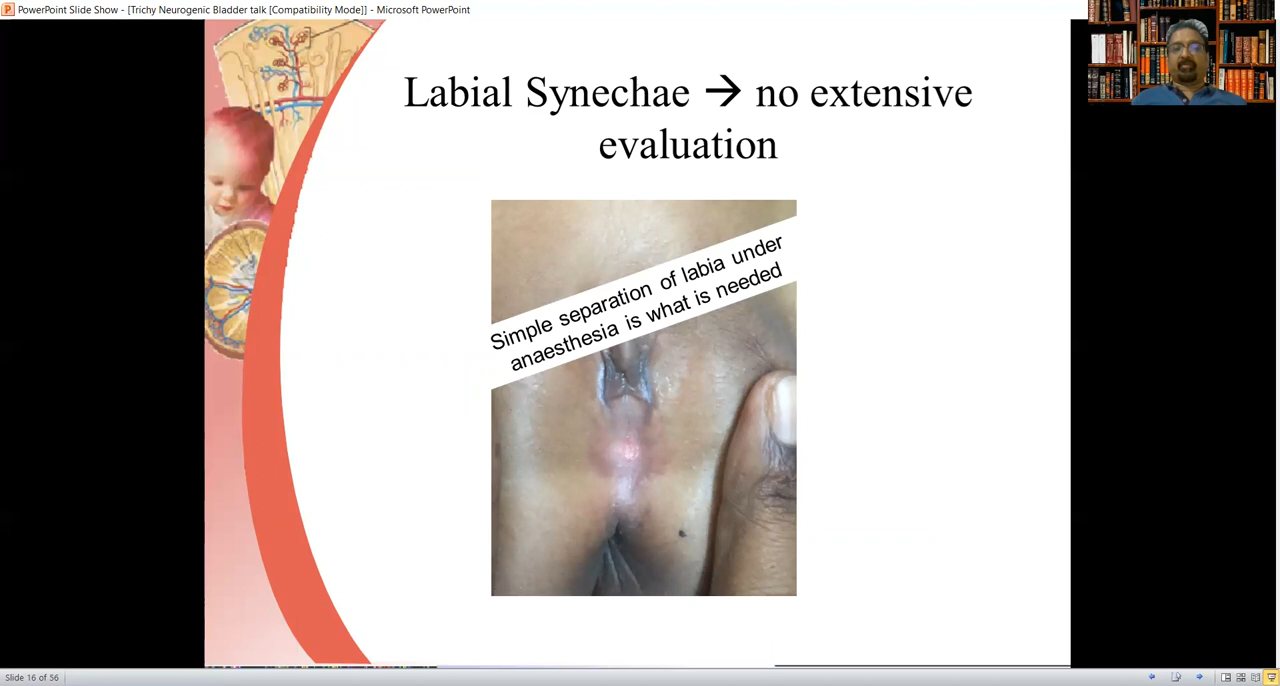 PowerPoint Slide Show - [Trichy Neurogenic Bladder talk [Compatibility Mode]] - Microsoft PowerPoint
Labial Synechae → no extensive
evaluation
Simple separation of labia under
anaesthesia is what is needed
Slide 16 of 56